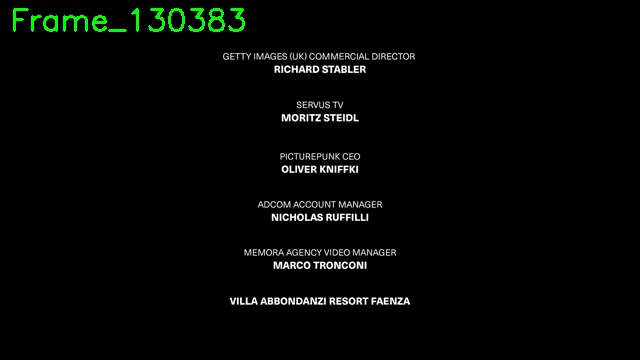 Frame_130383
GETTY IMAGES (UK) COMMERCIAL DIRECTOR
RICHARD STABLER
SERVUS TV
MORITZ STEIDL
PICTUREPUNK CEO
OLIVER KNIFFKI
ADCOM ACCOUNT MANAGER
NICHOLAS RUFFILLI
MEMORA AGENCY VIDEO MANAGER
MARCO TRONCONI
VILLA ABBONDANZI RESORT FAENZA